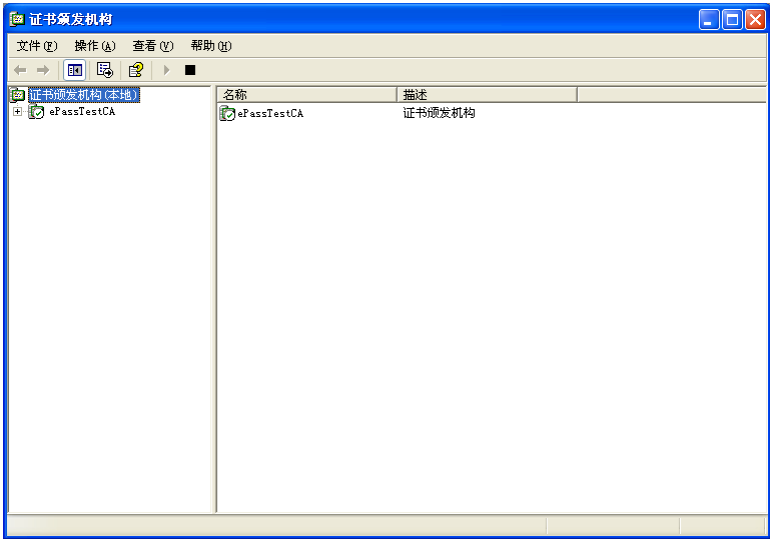 证书颁发机构
文件(F) 操作(A) 查看(V) 帮助(H)
证书颁发机构(本地)
ePassTestCA
名称 描述
ePassTestCA 证书颁发机构